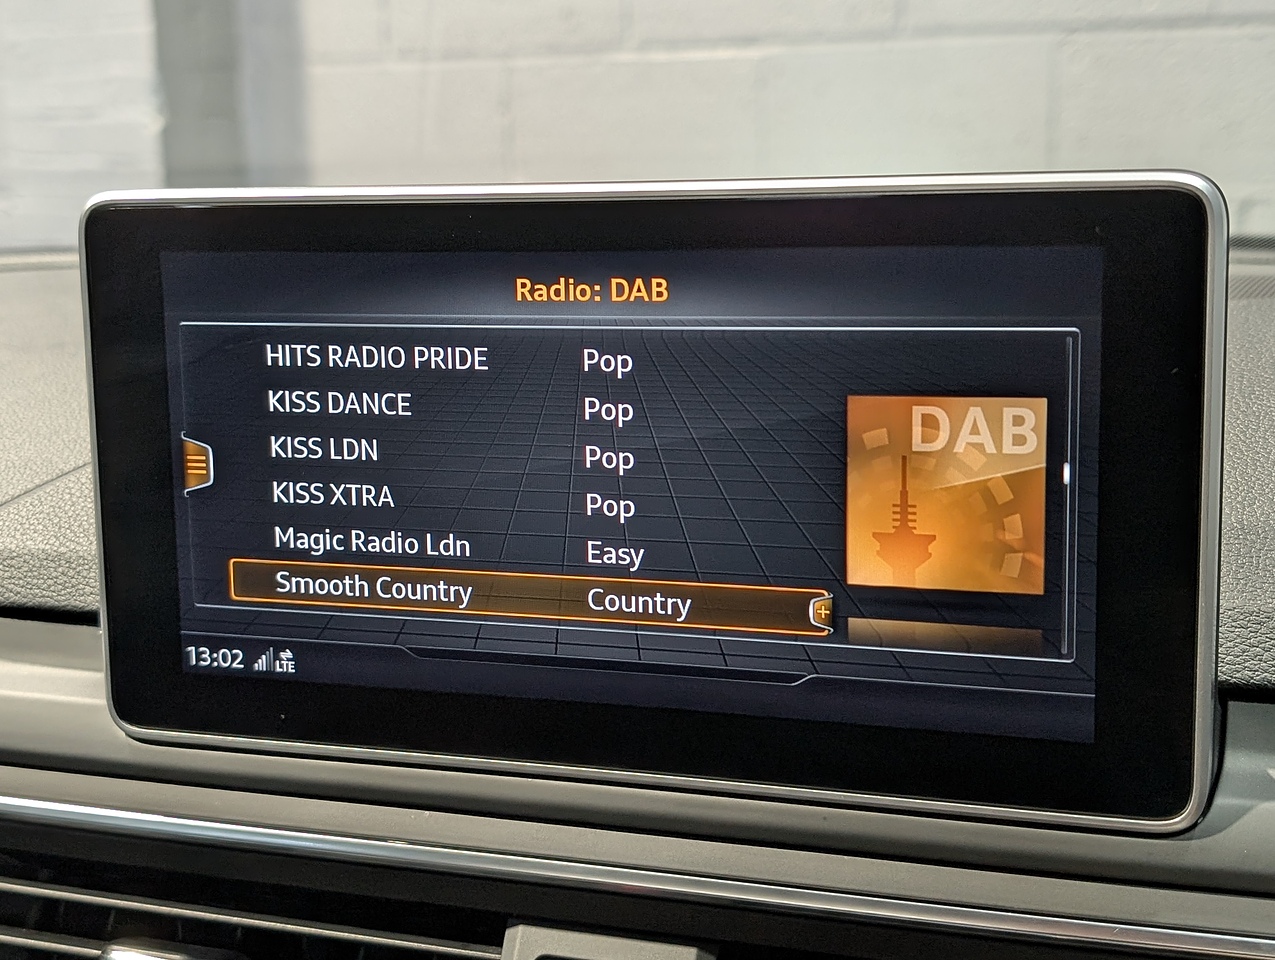 Radio: DAB
HITS RADIO PRIDE Pop
KISS DANCE Pop
KISS LDN Pop
KISS XTRA Pop
Magic Radio Ldn Easy
Smooth Country Country
DAB
13:02 LTE